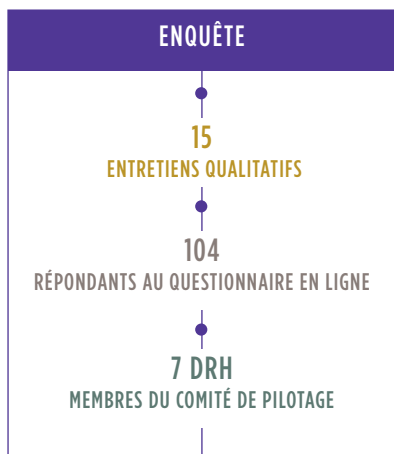 ENQUÊTE
15
ENTRETIENS QUALITATIFS
104
RÉPONDANTS AU QUESTIONNAIRE EN LIGNE
7 DRH
MEMBRES DU COMITÉ DE PILOTAGE